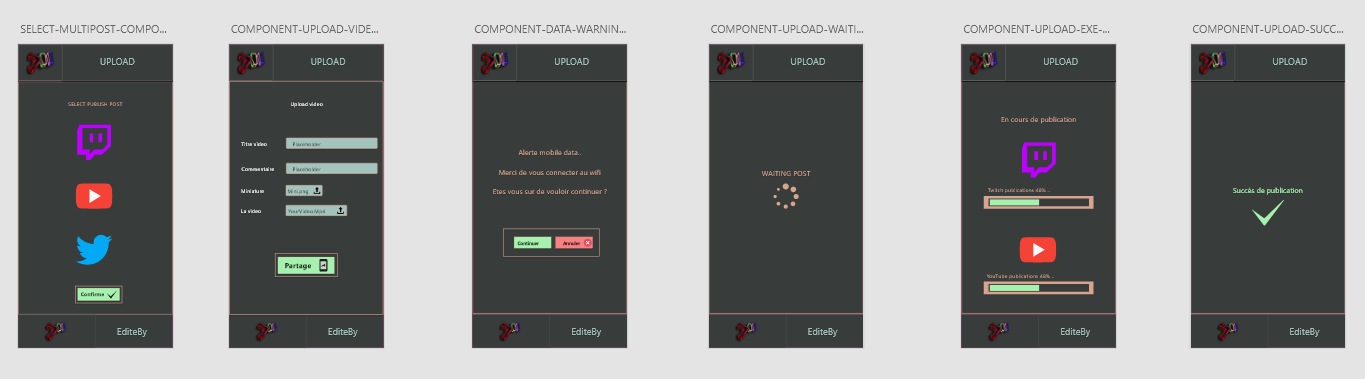 SELECT-MULTIPOST-COMPO...
UPLOAD
SELECT PUBLISH POST
Confirme
EditeBy
COMPONENT-UPLOAD-VIDE...
UPLOAD
Upload video
Titre video
Placeholder
Commentaire
Placeholder
Miniature
Mini.png
La video
YourVideo.Mp4
Partage
EditeBy
COMPONENT-DATA-WARNIN...
UPLOAD
Alerte mobile data..
Merci de vous connecter au wifi
Etes vous sur de vouloir continuer ?
Continuer
Annuler
EditeBy
COMPONENT-UPLOAD-WAITI...
UPLOAD
WAITING POST
EditeBy
COMPONENT-UPLOAD-EXE-...
UPLOAD
En cours de publication
Twitch publications 48%...
YouTube publications 48%...
EditeBy
COMPONENT-UPLOAD-SUCC...
UPLOAD
Succès de publication
EditeBy